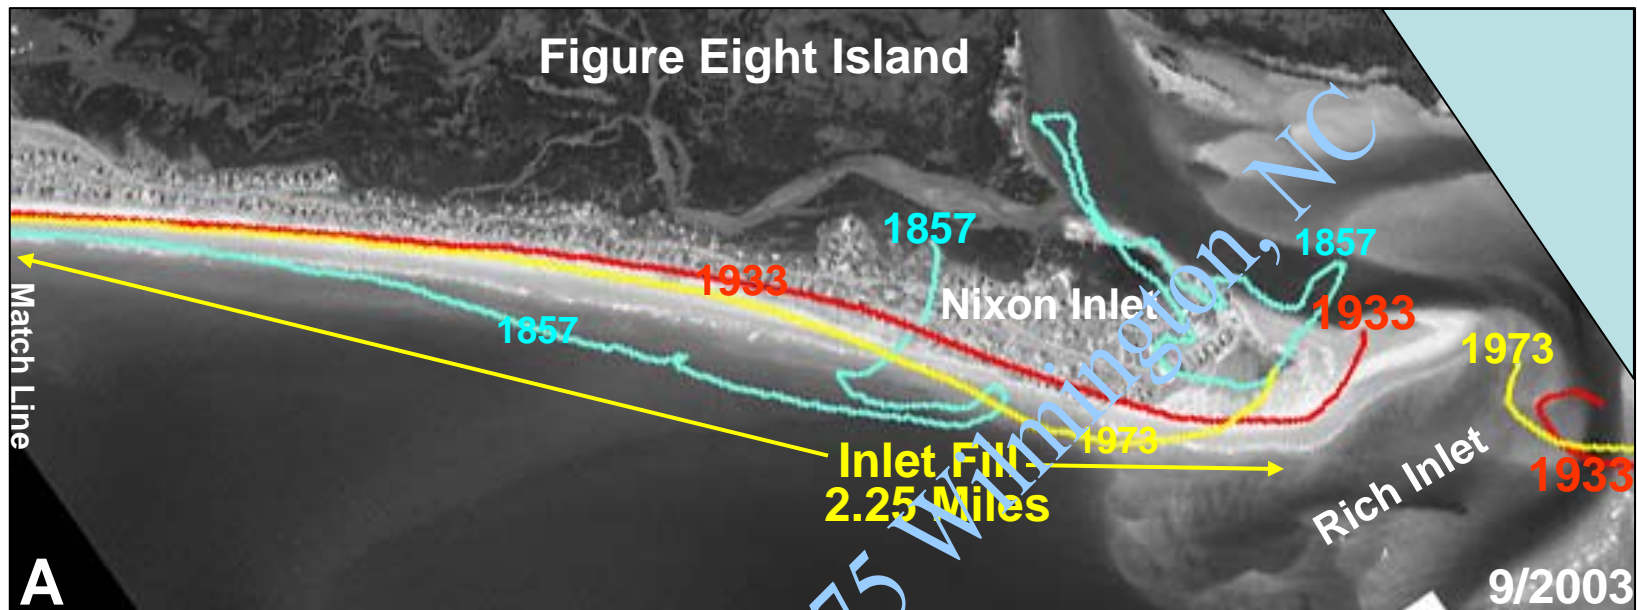 Figure Eight Island
1857
1857
1933
Nixon Inlet
1933
1857
1973
Match Line
1973
Inlet Fill
2.25 Miles
1933
Rich Inlet
75 Wilmington, NC
A
9/2003